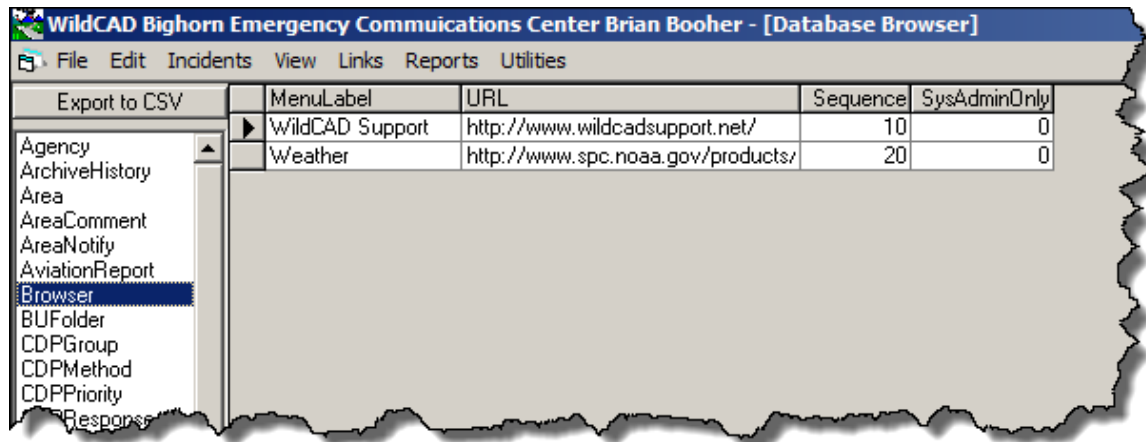 WildCAD Bighorn Emergency Commuications Center Brian Booher - [Database Browser]
File Edit Incidents View Links Reports Utilities
Export to CSV
MenuLabel URL Sequence SysAdminOnly
WildCAD Support http://www.wildcadsupport.net/ 10 0
Weather http://www.spc.noaa.gov/products/ 20 0
Agency
ArchiveHistory
Area
AreaComment
AreaNotify
AviationReport
Browser
BUFolder
CDPGroup
CDPMethod
CDPPriority